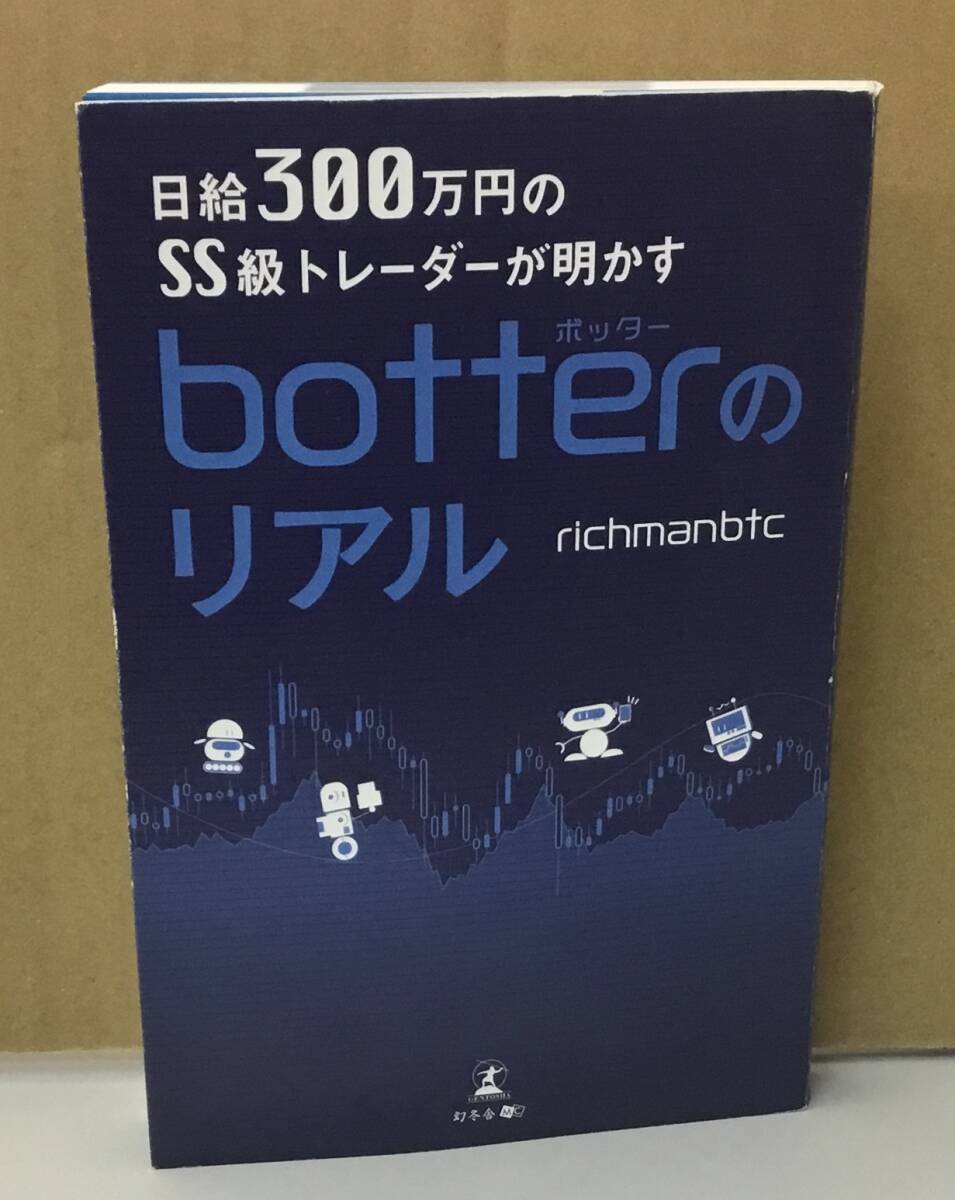 日給300万円の
SS級トレーダーが明かす
ボッター
botterの
リアル
richmanbtc
GENTOSHA
幻冬舎 MC